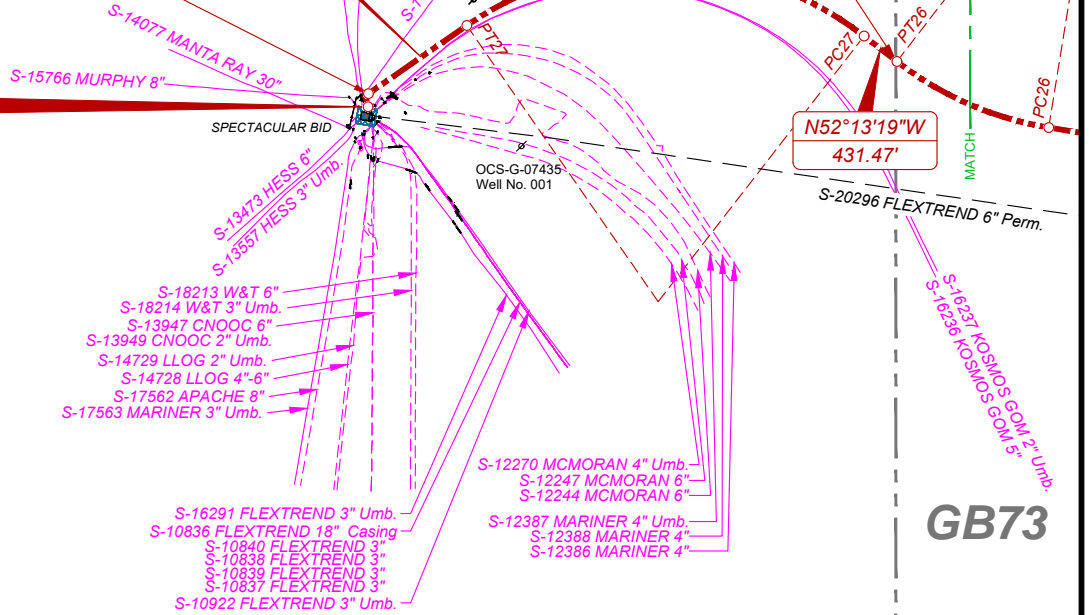 S-14077 MANTA RAY 30"
S-15766 MURPHY 8"
S-1
PT27
PC27
PT26
PC26
SPECTACULAR BID
N52°13'19"W
431.47'
MATCH
OCS-G-07435
Well No. 001
S-20296 FLEXTREND 6" Perm.
S-13473 HESS 6"
S-13557 HESS 3" Umb.
S-18213 W&T 6"
S-18214 W&T 3" Umb.
S-13947 CNOOC 6"
S-13949 CNOOC 2" Umb.
S-14729 LLOG 2" Umb.
S-14728 LLOG 4"-6"
S-17562 APACHE 8"
S-17563 MARINER 3" Umb.
S-16237 KOSMOS GOM 2" Umb.
S-16236 KOSMOS GOM 5"
S-12270 MCMORAN 4" Umb.
S-12247 MCMORAN 6"
S-12244 MCMORAN 6"
S-12387 MARINER 4" Umb.
S-12388 MARINER 4"
S-12386 MARINER 4"
S-16291 FLEXTREND 3" Umb.
S-10836 FLEXTREND 18" Casing
S-10840 FLEXTREND 3"
S-10838 FLEXTREND 3"
S-10839 FLEXTREND 3"
S-10837 FLEXTREND 3"
S-10922 FLEXTREND 3" Umb.
GB73